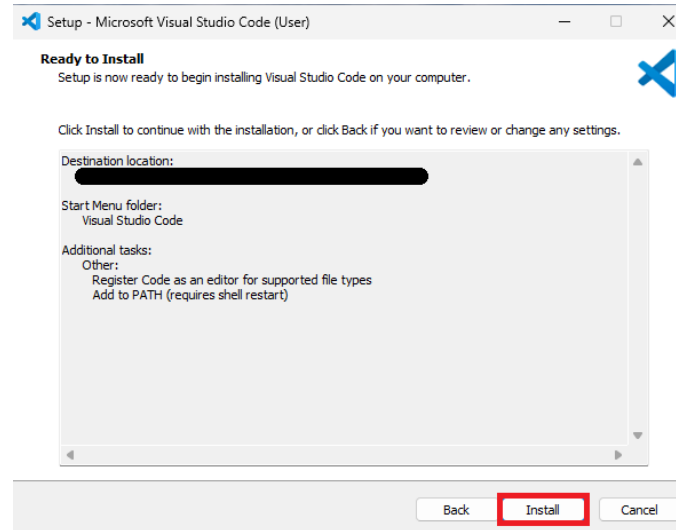 Setup - Microsoft Visual Studio Code (User)
Ready to Install
Setup is now ready to begin installing Visual Studio Code on your computer.
Click Install to continue with the installation, or click Back if you want to review or change any settings.
Destination location:
Start Menu folder:
Visual Studio Code
Additional tasks:
Other:
Register Code as an editor for supported file types
Add to PATH (requires shell restart)
Back
Install
Cancel